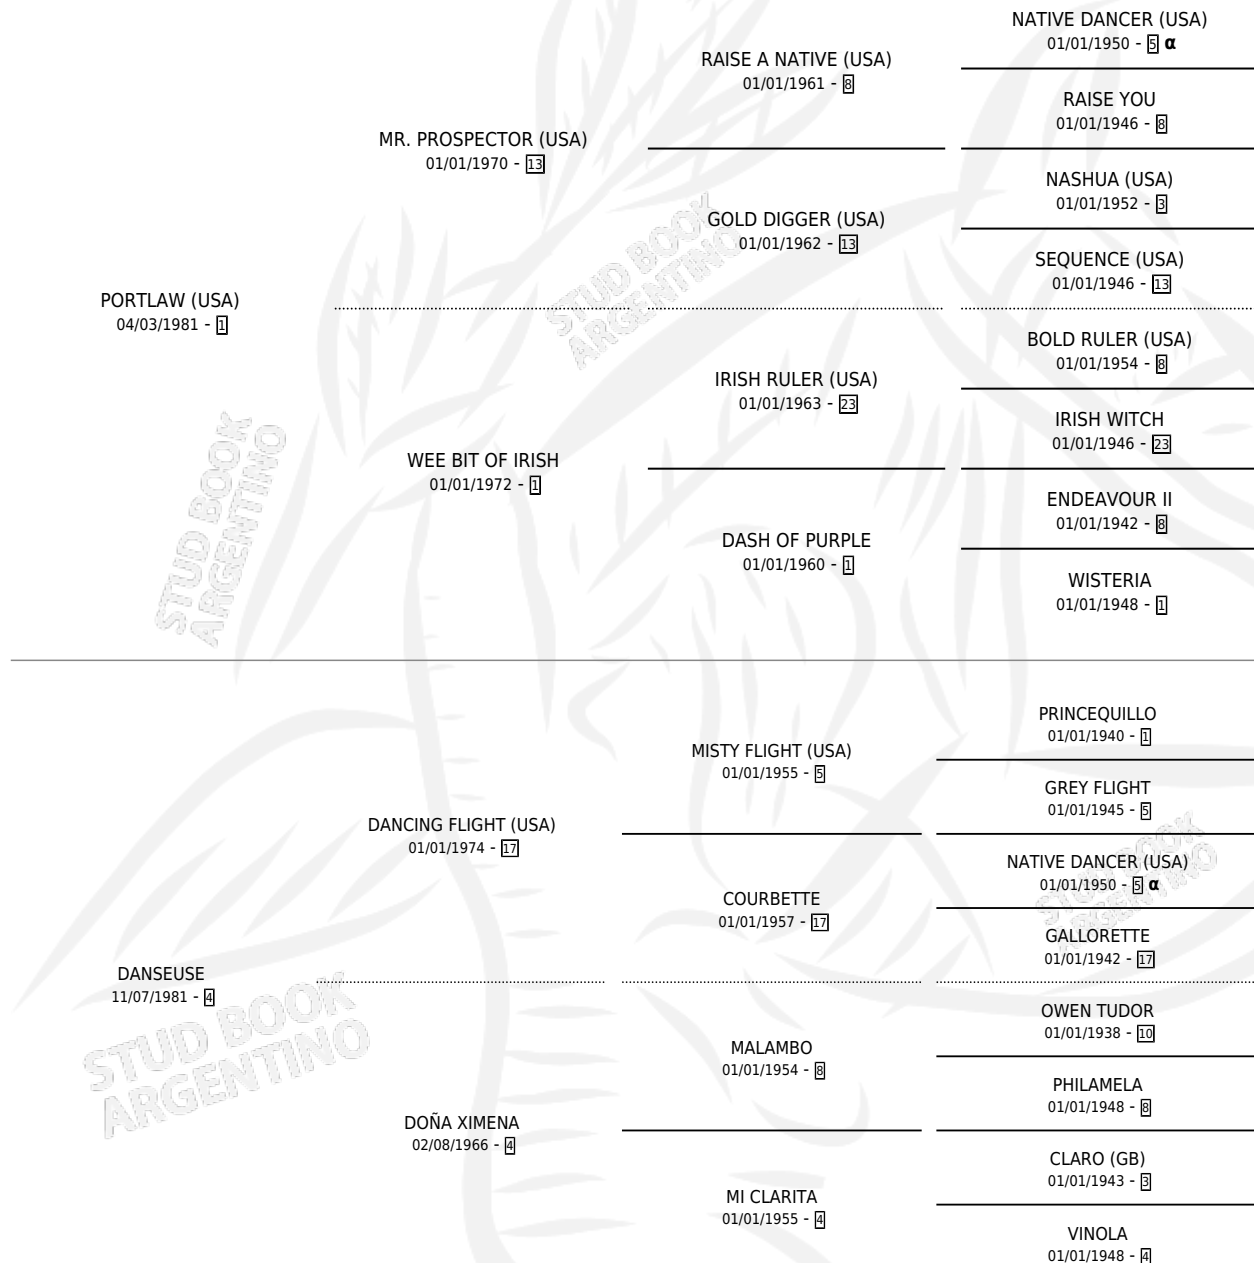 PORTLAW (USA)
04/03/1981 - 1
MR. PROSPECTOR (USA)
01/01/1970 - 13
WEE BIT OF IRISH
01/01/1972 - 1
RAISE A NATIVE (USA)
01/01/1961 - 8
GOLD DIGGER (USA)
01/01/1962 - 13
IRISH RULER (USA)
01/01/1963 - 23
DASH OF PURPLE
01/01/1960 - 1
NATIVE DANCER (USA)
01/01/1950 - 5 α
RAISE YOU
01/01/1946 - 8
NASHUA (USA)
01/01/1952 - 3
SEQUENCE (USA)
01/01/1946 - 13
BOLD RULER (USA)
01/01/1954 - 8
IRISH WITCH
01/01/1946 - 23
ENDEAVOUR II
01/01/1942 - 8
WISTERIA
01/01/1948 - 1
DANSEUSE
11/07/1981 - 4
DANCING FLIGHT (USA)
01/01/1974 - 17
DOÑA XIMENA
02/08/1966 - 4
MISTY FLIGHT (USA)
01/01/1955 - 5
COURBETTE
01/01/1957 - 17
MALAMBO
01/01/1954 - 8
MI CLARITA
01/01/1955 - 4
PRINCEQUILLO
01/01/1940 - 1
GREY FLIGHT
01/01/1945 - 5
NATIVE DANCER (USA)
01/01/1950 - 5 α
GALLORETTE
01/01/1942 - 17
OWEN TUDOR
01/01/1938 - 10
PHILAMELA
01/01/1948 - 8
CLARO (GB)
01/01/1943 - 3
VINOLA
01/01/1948 - 4
STUD BOOK
ARGENTINO
STUD BOOK
ARGENTINO
STUD BOOK
ARGENTINO
STUD BOOK
ARGENTINO